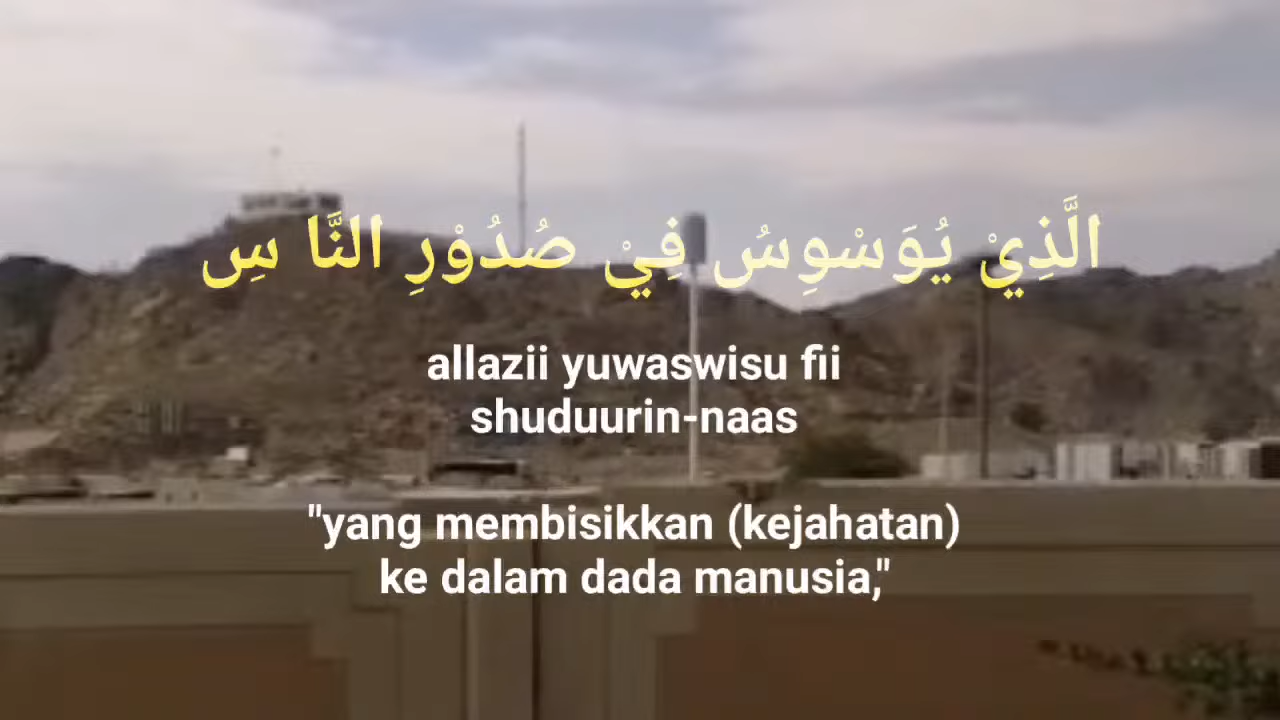 الَّذِيْ يُوَسْوِسُ فِيْ صُدُوْرِ النَّا سِ
allazii yuwaswisu fii
shuduurin-naas
"yang membisikkan (kejahatan)
ke dalam dada manusia,"